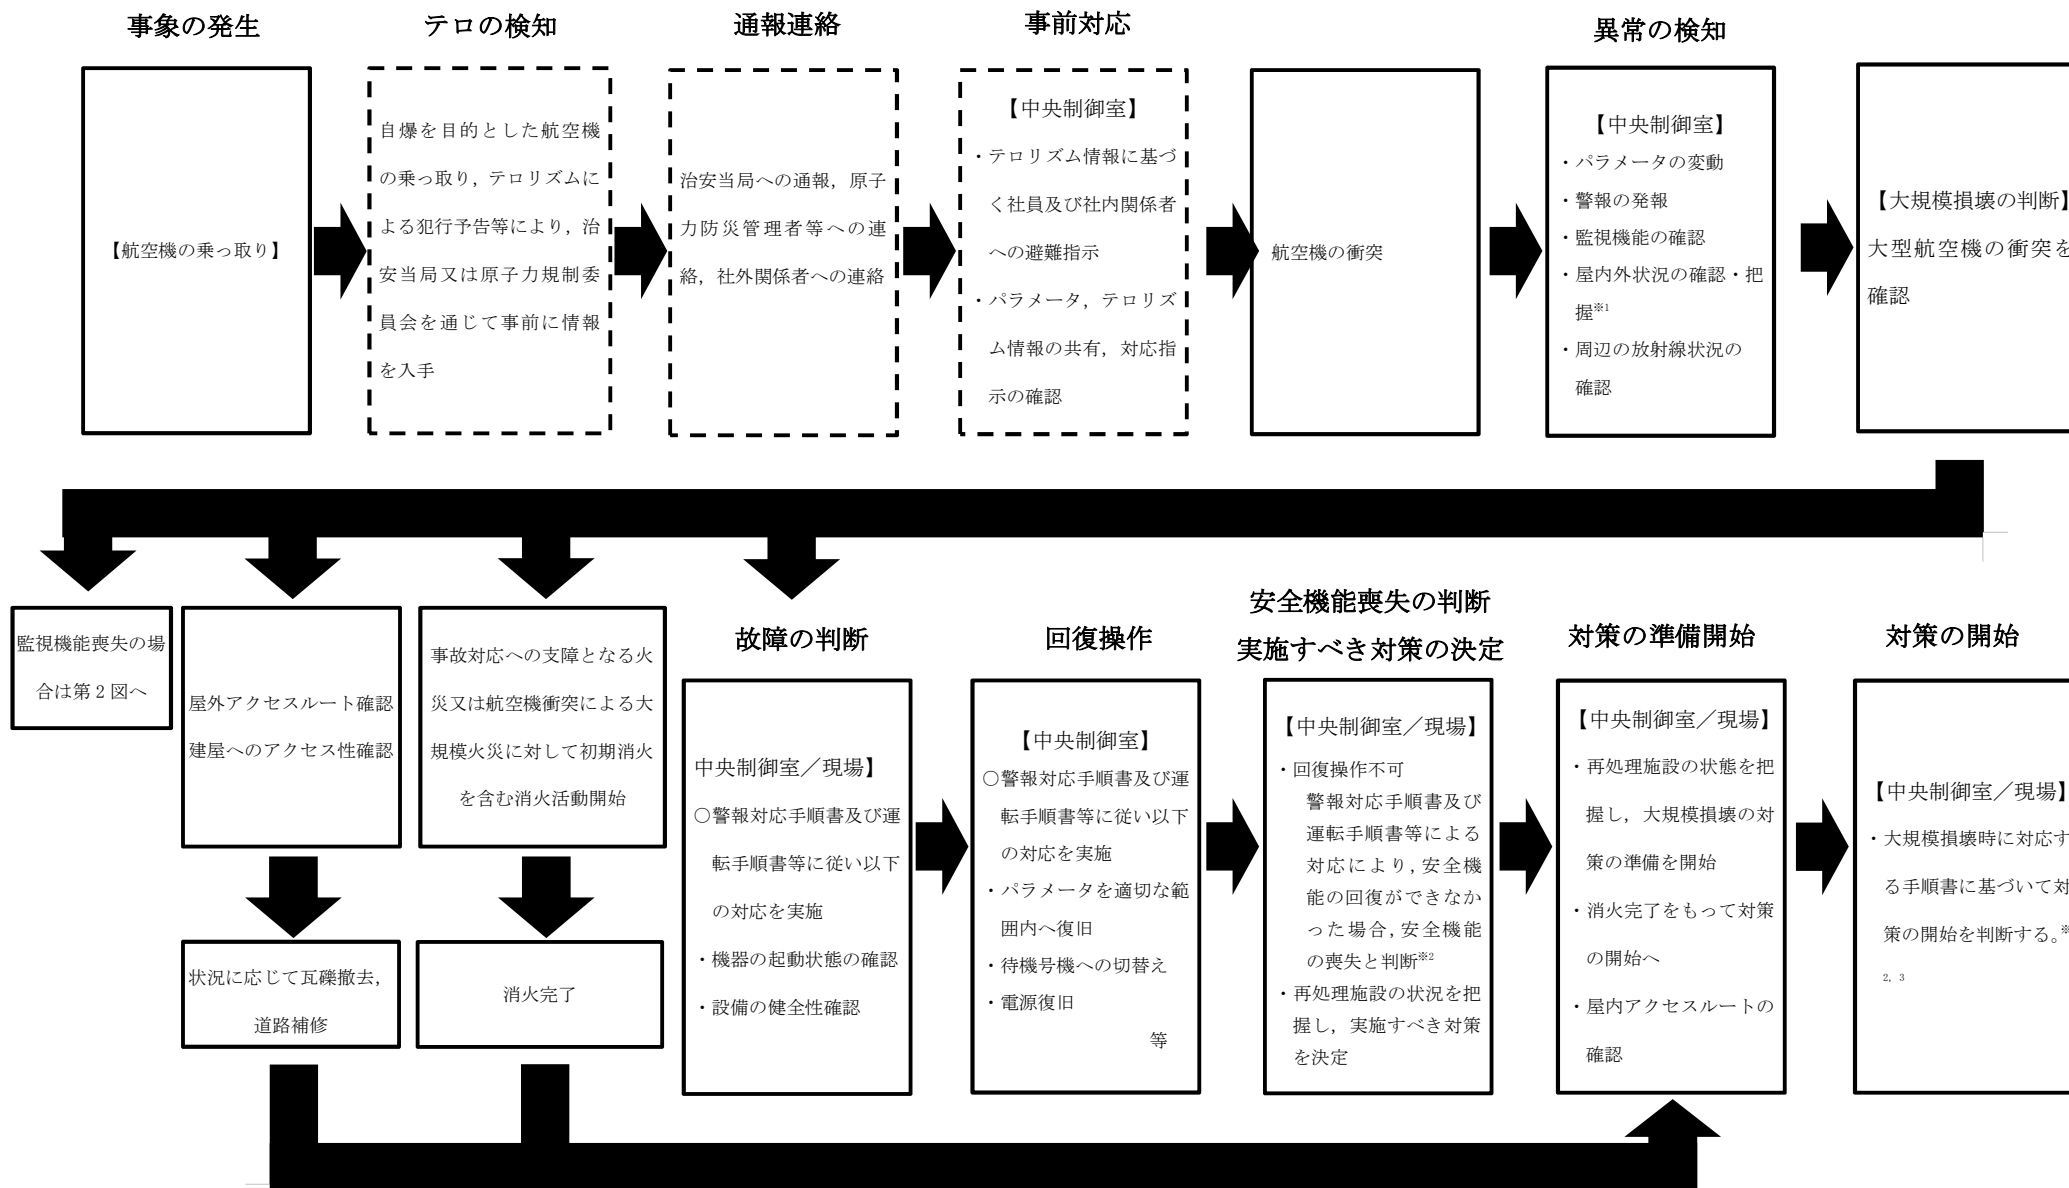 事象の発生
【航空機の乗っ取り】
テロの検知
自爆を目的とした航空機
の乗っ取り，テロリズムに
よる犯行予告等により，治
安当局又は原子力規制委
員会を通じて事前に情報
を入手
通報連絡
治安当局への通報，原子
力防災管理者等への連
絡，社外関係者への連絡
事前対応
【中央制御室】
・テロリズム情報に基づ
く社員及び社内関係者
への避難指示
・パラメータ，テロリズ
ム情報の共有，対応指
示の確認
航空機の衝突
異常の検知
【中央制御室】
・パラメータの変動
・警報の発報
・監視機能の確認
・屋内外状況の確認・把
握※1
・周辺の放射線状況の
確認
【大規模損壊の判断】
大型航空機の衝突を
確認
監視機能喪失の場
合は第2図へ
屋外アクセスルート確認
建屋へのアクセス性確認
状況に応じて瓦礫撤去，
道路補修
事故対応への支障となる火
災又は航空機衝突による大
規模火災に対して初期消火
を含む消火活動開始
消火完了
故障の判断
中央制御室／現場】
○警報対応手順書及び運
転手順書等に従い以下
の対応を実施
・機器の起動状態の確認
・設備の健全性確認
回復操作
【中央制御室】
○警報対応手順書及び運
転手順書等に従い以下
の対応を実施
・パラメータを適切な範
囲内へ復旧
・待機号機への切替え
・電源復旧
等
安全機能喪失の判断
実施すべき対策の決定
【中央制御室／現場】
・回復操作不可
警報対応手順書及び
運転手順書等による
対応により，安全機
能の回復ができなか
った場合，安全機能
の喪失と判断※2
・再処理施設の状況を把
握し，実施すべき対策
を決定
対策の準備開始
【中央制御室／現場】
・再処理施設の状態を把
握し，大規模損壊の対
策の準備を開始
・消火完了をもって対策
の開始へ
・屋内アクセスルートの
確認
対策の開始
【中央制御室／現場】
・大規模損壊時に対応す
る手順書に基づいて対
策の開始を判断する。※
2, 3